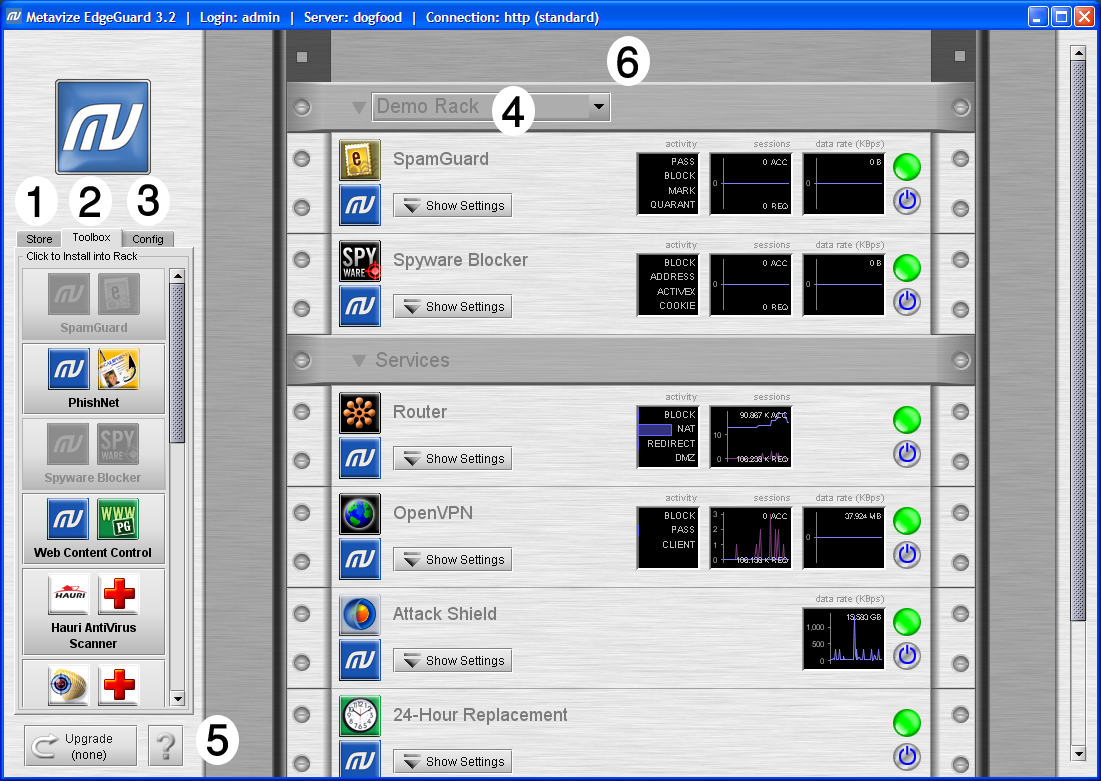 Metavize EdgeGuard 3.2 | Login: admin | Server: dogfood | Connection: http (standard)
6
4
Demo Rack
1
2
3
Store
Toolbox
Config
Click to Install into Rack
SpamGuard
PhishNet
SPY
Spyware Blocker
WWW
PG
Web Content Control
HAURI
Hauri AntiVirus
Scanner
Upgrade
(none)
?
5
SpamGuard
Show Settings
activity
PASS
BLOCK
MARK
QUARANT
sessions
0 ACC
0
0 REQ
data rate (KBps)
0 B
0
SPY
WARE
Spyware Blocker
Show Settings
activity
BLOCK
ADDRESS
ACTIVEX
COOKIE
sessions
0 ACC
0
0 REQ
data rate (KBps)
0 B
0
Services
Router
Show Settings
activity
BLOCK
NAT
REDIRECT
DMZ
sessions
90.867 K ACC
10
0
106.238 K REQ
OpenVPN
Show Settings
activity
BLOCK
PASS
CLIENT
sessions
0 ACC
3
2
1
0
106.138 K REQ
data rate (KBps)
37.924 MB
0
Attack Shield
Show Settings
data rate (KBps)
1,000
500
0
24-Hour Replacement
Show Settings